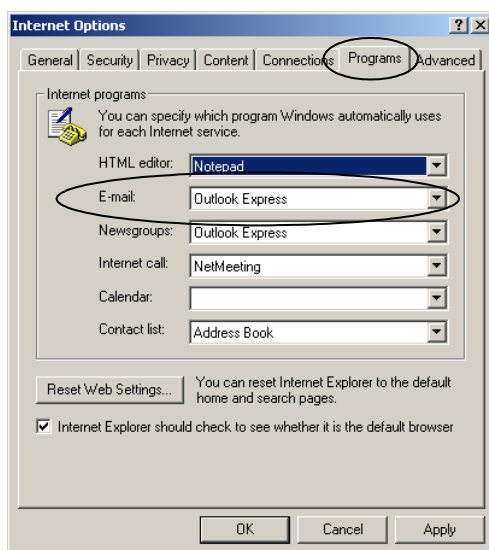 Internet Options
General Security Privacy Content Connections Programs Advanced
Internet programs
You can specify which program Windows automatically uses
for each Internet service.
HTML editor: Notepad
E-mail: Outlook Express
Newsgroups: Outlook Express
Internet call: NetMeeting
Calendar:
Contact list: Address Book
Reset Web Settings... You can reset Internet Explorer to the default
home and search pages.
Internet Explorer should check to see whether it is the default browser
OK Cancel Apply